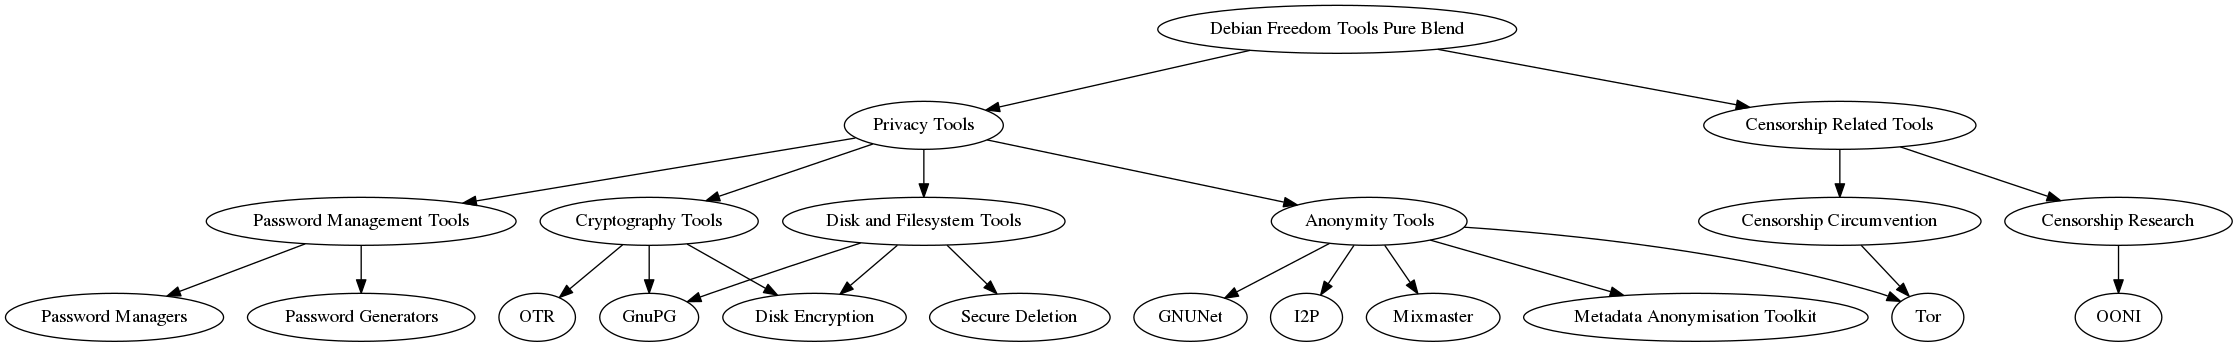 Debian Freedom Tools Pure Blend
Privacy Tools
Censorship Related Tools
Password Management Tools
Cryptography Tools
Disk and Filesystem Tools
Anonymity Tools
Censorship Circumvention
Censorship Research
Password Managers
Password Generators
OTR
GnuPG
Disk Encryption
Secure Deletion
GNUNet
I2P
Mixmaster
Metadata Anonymisation Toolkit
Tor
OONI